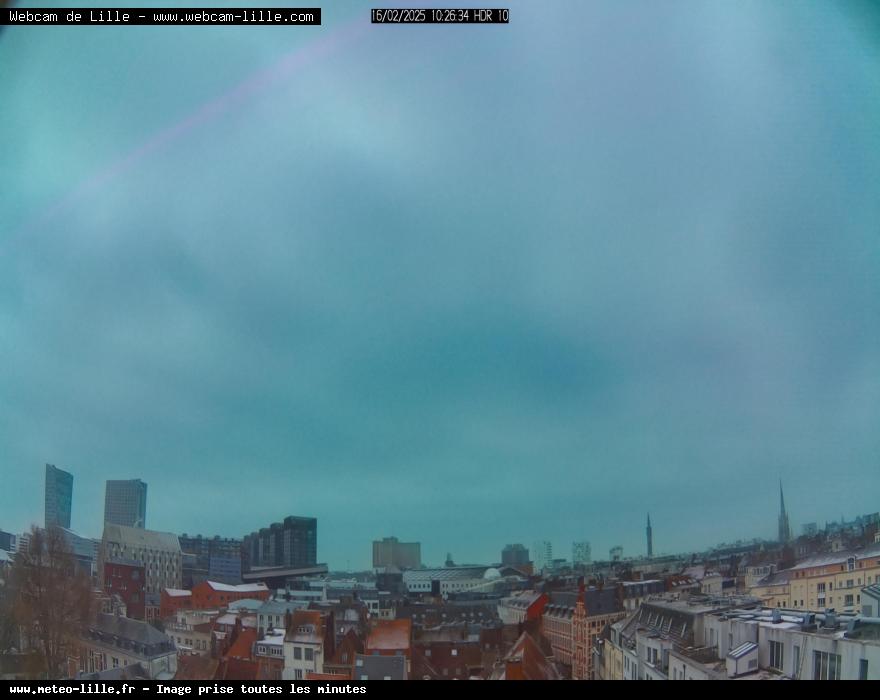 Webcam de Lille - www.webcam-lille.com
16/02/2025 10:26:34 HDR 10
www.meteo-lille.fr - Image prise toutes les minutes